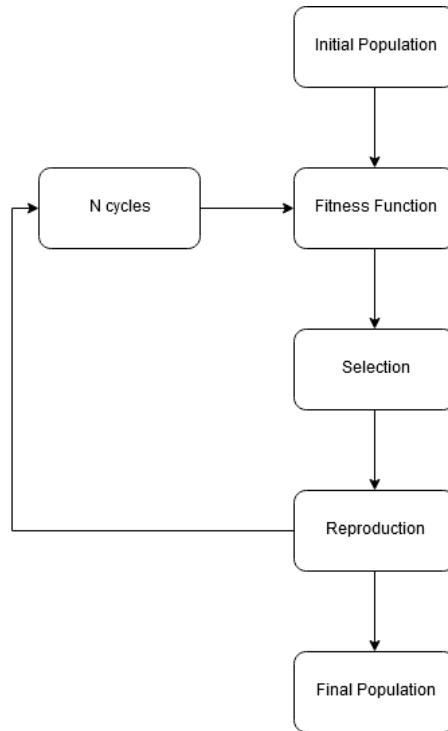 Initial Population
N cycles
Fitness Function
Selection
Reproduction
Final Population